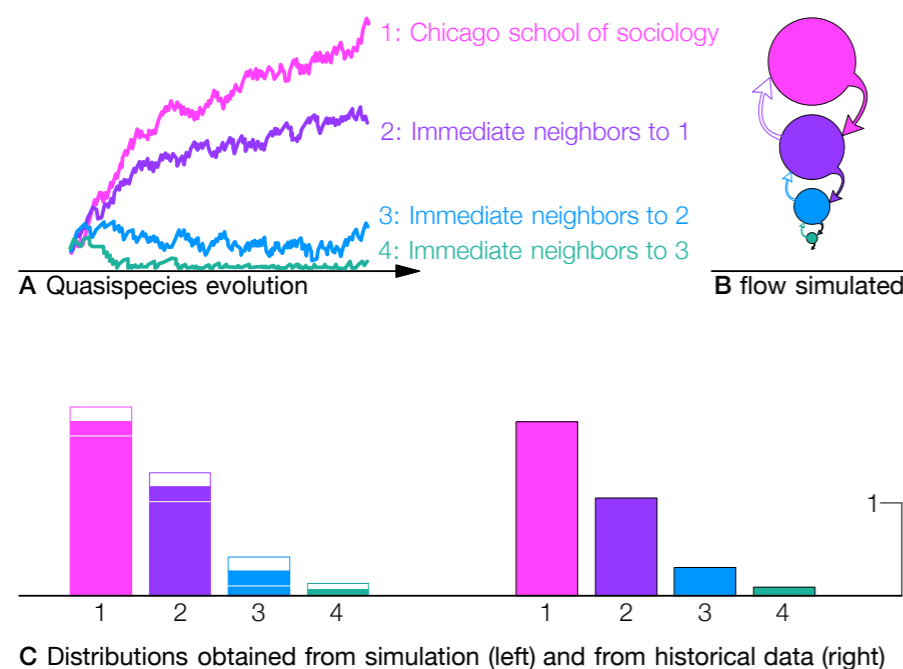 1: Chicago school of sociology
2: Immediate neighbors to 1
3: Immediate neighbors to 2
4: Immediate neighbors to 3
A Quasispecies evolution
B flow simulated
1
1 2 3 4
1 2 3 4
C Distributions obtained from simulation (left) and from historical data (right)